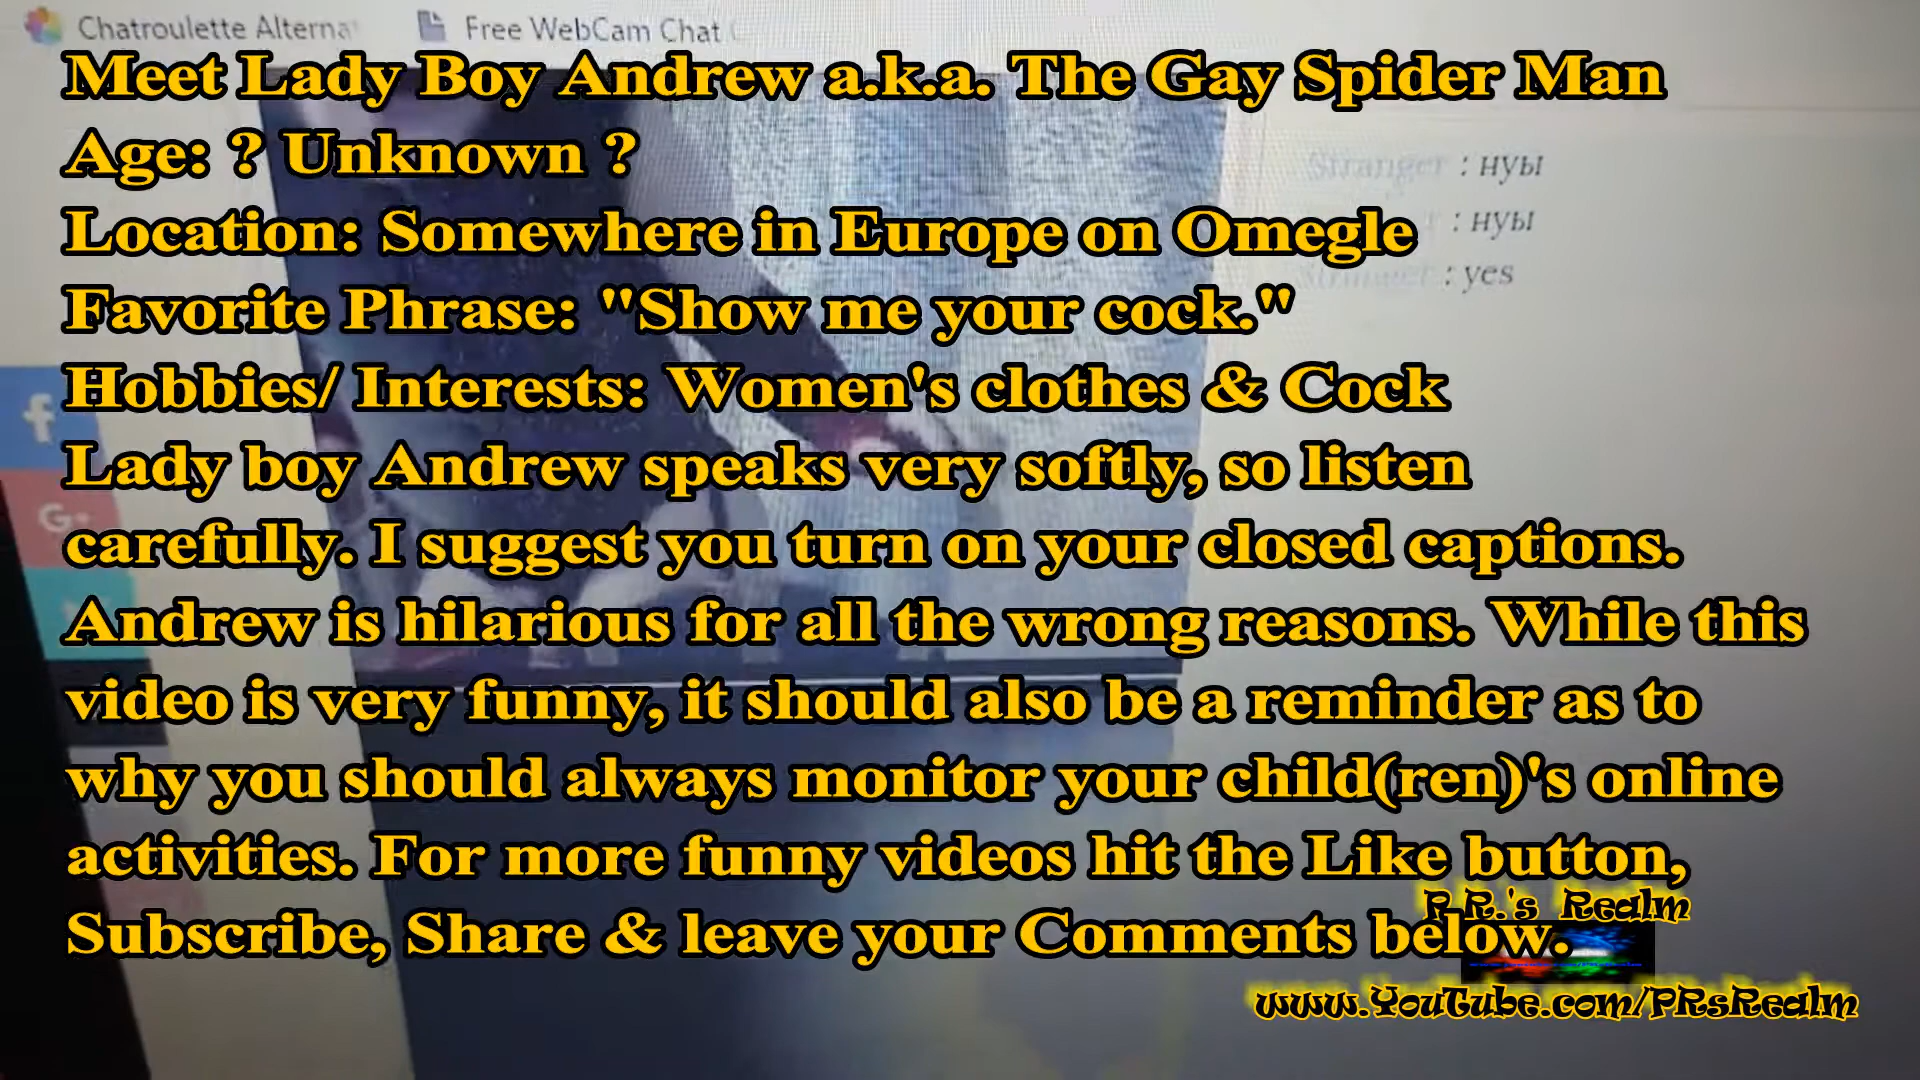 Chatroulette Alterna
Free WebCam Chat
Meet Lady Boy Andrew a.k.a. The Gay Spider Man
Age: ? Unknown ?
Stranger : нуы
Location: Somewhere in Europe on Omegle
: нуы
Stranger : yes
Favorite Phrase: "Show me your cock."
Hobbies/ Interests: Women's clothes & Cock
f
Lady boy Andrew speaks very softly, so listen
G+
carefully. I suggest you turn on your closed captions.
Andrew is hilarious for all the wrong reasons. While this
video is very funny, it should also be a reminder as to
why you should always monitor your child(ren)'s online
activities. For more funny videos hit the Like button,
P.R.'s Realm
Subscribe, Share & leave your Comments below.
www.YouTube.com/PRsRealm